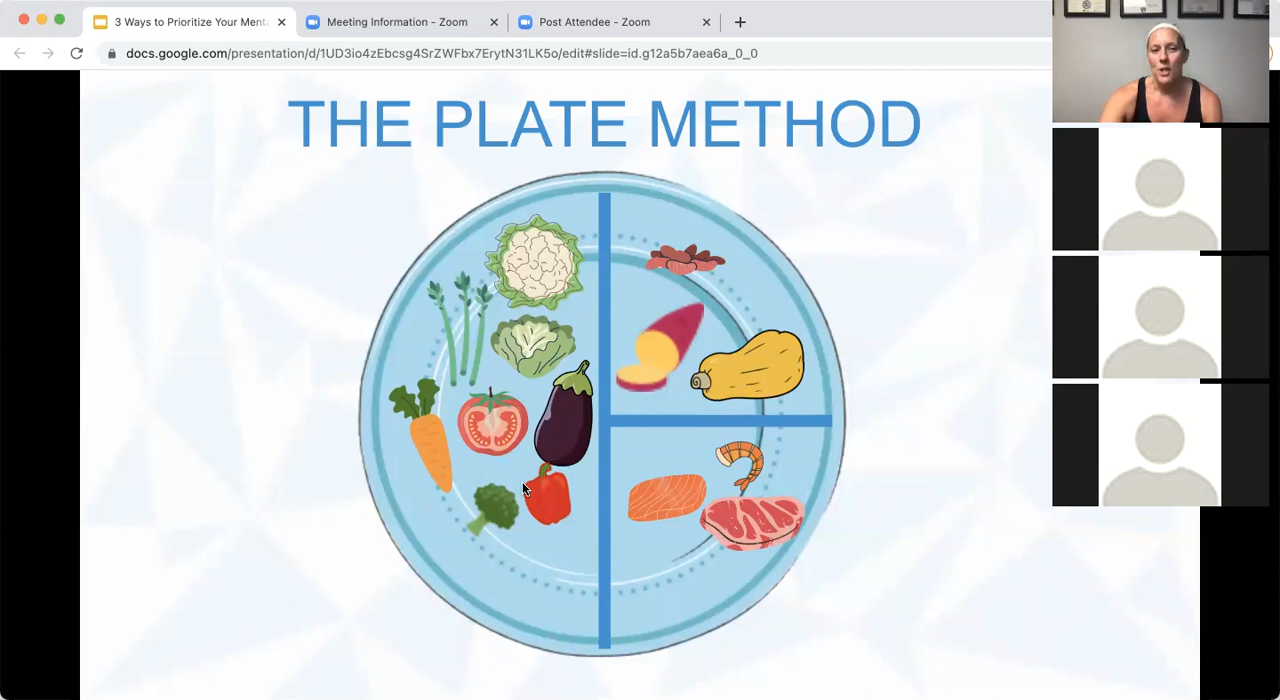 3 Ways to Prioritize Your Menta
Meeting Information - Zoom
Post Attendee - Zoom
docs.google.com/presentation/d/1UD3io4zEbcsg4SrZWFbx7ErytN31LK5o/edit#slide=id.g12a5b7aea6a_0_0
THE PLATE METHOD